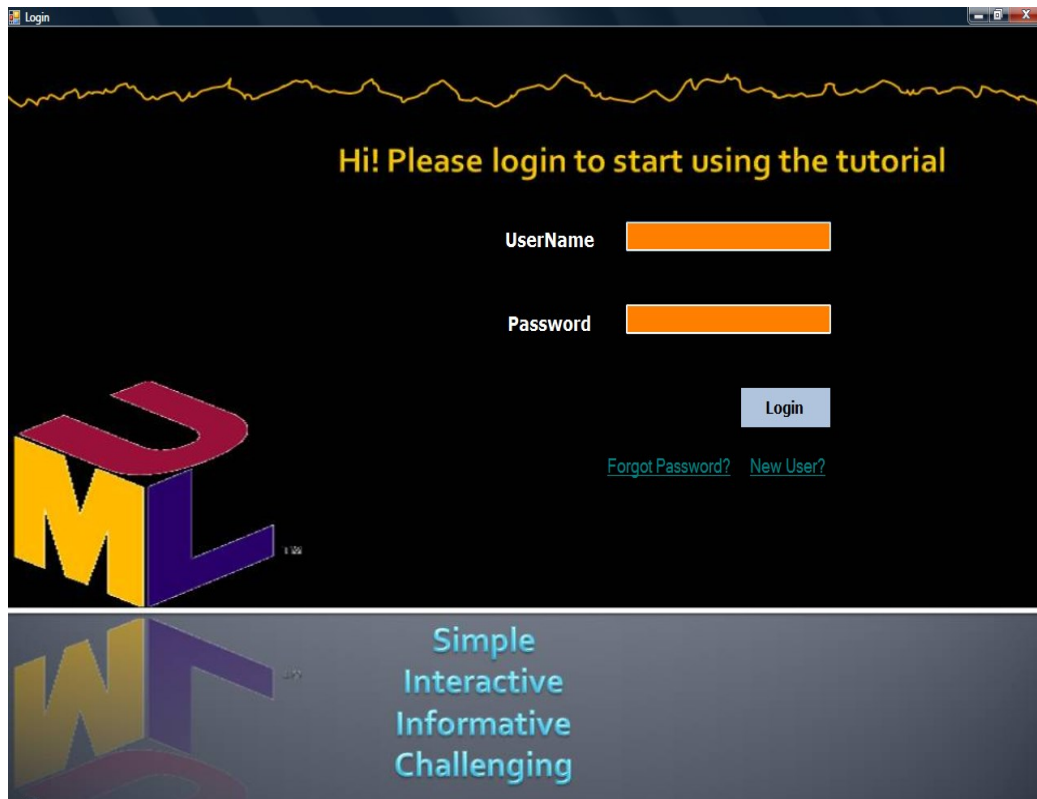 Login
Hi! Please login to start using the tutorial
UserName
Password
Login
Forgot Password? New User?
UML
Simple
Interactive
Informative
Challenging